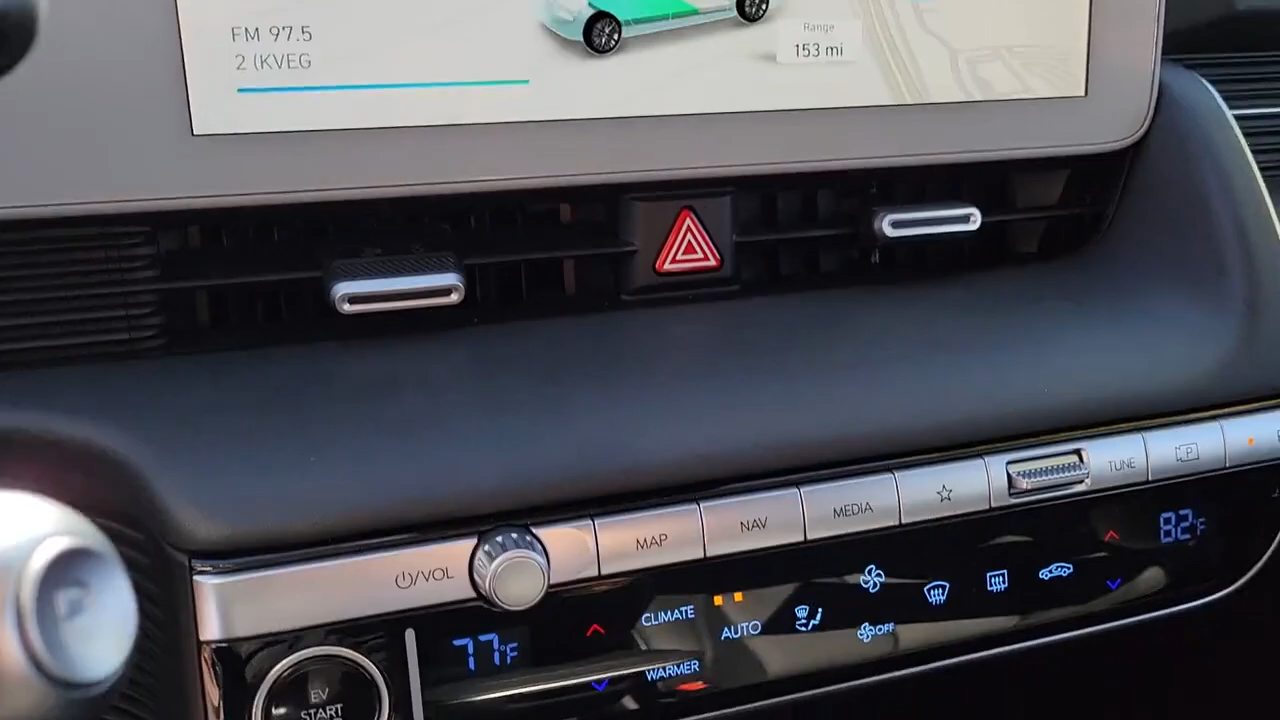 FM 97.5
2 (KVEG
Range
153 mi
MAP
NAV
MEDIA
TUNE
P
/VOL
77°F
CLIMATE
AUTO
OFF
82°F
WARMER
EV
START